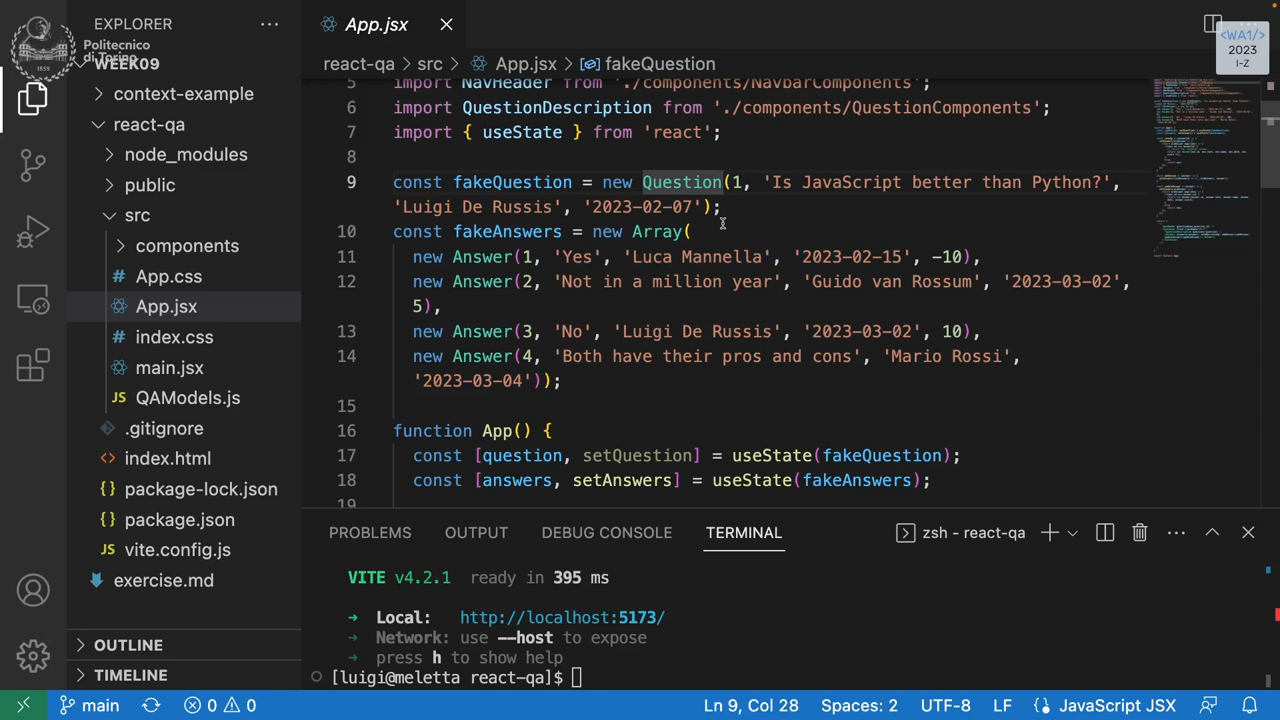 EXPLORER
···
App.jsx
<WA1/>
2023
I-Z
Politecnico
di Torino
1859
WEEK09
context-example
react-qa
node_modules
public
src
components
App.css
App.jsx
index.css
main.jsx
JS QAModels.js
.gitignore
<> index.html
{} package-lock.json
{} package.json
JS vite.config.js
exercise.md
OUTLINE
TIMELINE
react-qa > src > App.jsx > fakeQuestion
5 import NavHeader from './components/NavbarComponents';
6 import QuestionDescription from './components/QuestionComponents';
7 import { useState } from 'react';
8
9 const fakeQuestion = new Question(1, 'Is JavaScript better than Python?',
'Luigi De Russis', '2023-02-07');
10 const fakeAnswers = new Array(
11 new Answer(1, 'Yes', 'Luca Mannella', '2023-02-15', -10),
12 new Answer(2, 'Not in a million year', 'Guido van Rossum', '2023-03-02',
5),
13 new Answer(3, 'No', 'Luigi De Russis', '2023-03-02', 10),
14 new Answer(4, 'Both have their pros and cons', 'Mario Rossi',
'2023-03-04'));
15
16 function App() {
17 const [question, setQuestion] = useState(fakeQuestion);
18 const [answers, setAnswers] = useState(fakeAnswers);
19
PROBLEMS OUTPUT DEBUG CONSOLE TERMINAL zsh - react-qa
VITE v4.2.1 ready in 395 ms
➜ Local: http://localhost:5173/
➜ Network: use --host to expose
➜ press h to show help
[luigi@meletta react-qa]$
main 0 0 Ln 9, Col 28 Spaces: 2 UTF-8 LF {} JavaScript JSX